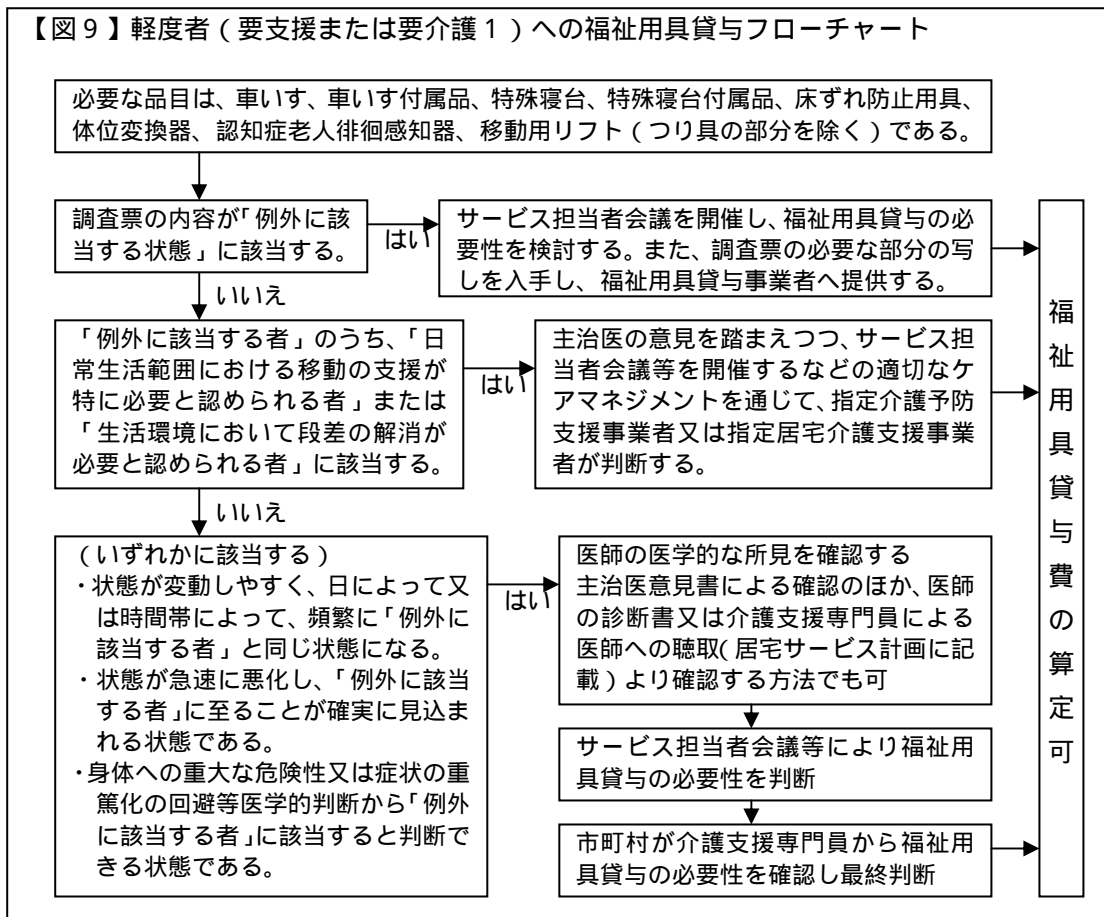 【図９】軽度者（要支援または要介護１）への福祉用具貸与フローチャート
必要な品目は、車いす、車いす付属品、特殊寝台、特殊寝台付属品、床ずれ防止用具、
体位変換器、認知症老人徘徊感知器、移動用リフト（つり具の部分を除く）である。
調査票の内容が「例外に該
当する状態」に該当する。
はい
サービス担当者会議を開催し、福祉用具貸与の必
要性を検討する。また、調査票の必要な部分の写
しを入手し、福祉用具貸与事業者へ提供する。
いいえ
「例外に該当する者」のうち、「日
常生活範囲における移動の支援が
特に必要と認められる者」または
「生活環境において段差の解消が
必要と認められる者」に該当する。
はい
主治医の意見を踏まえつつ、サービス担
当者会議等を開催するなどの適切なケ
アマネジメントを通じて、指定介護予防
支援事業者又は指定居宅介護支援事業
者が判断する。
いいえ
（いずれかに該当する）
・状態が変動しやすく、日によって又
は時間帯によって、頻繁に「例外に
該当する者」と同じ状態になる。
・状態が急速に悪化し、「例外に該当
する者」に至ることが確実に見込ま
れる状態である。
・身体への重大な危険性又は症状の重
篤化の回避等医学的判断から「例外
に該当する者」に該当すると判断で
きる状態である。
はい
医師の医学的な所見を確認する
主治医意見書による確認のほか、医師
の診断書又は介護支援専門員による
医師への聴取（居宅サービス計画に記
載）より確認する方法でも可
サービス担当者会議等により福祉用
具貸与の必要性を判断
市町村が介護支援専門員から福祉用
具貸与の必要性を確認し最終判断
福祉用具貸与費の算定可